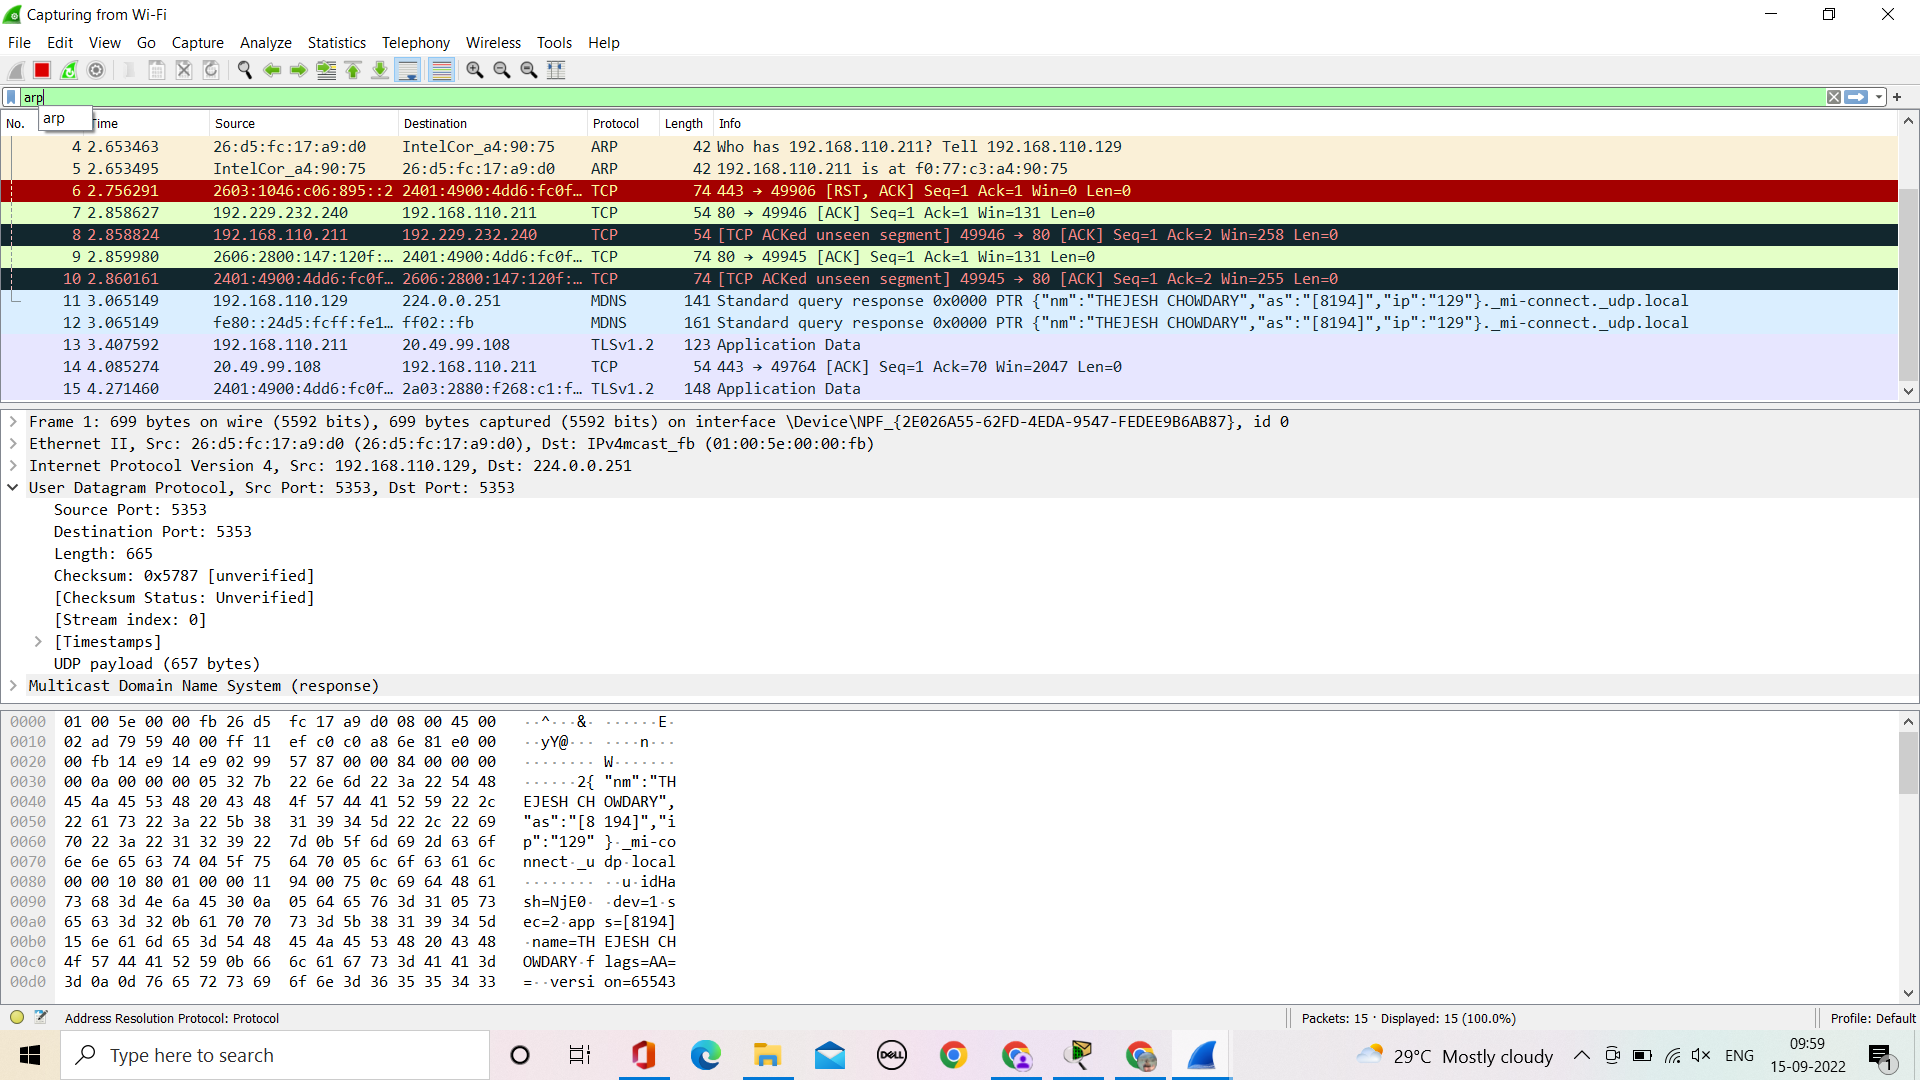 Capturing from Wi-Fi
File Edit View Go Capture Analyze Statistics Telephony Wireless Tools Help
arp
arp
No. Time Source Destination Protocol Length Info
4 2.653463 26:d5:fc:17:a9:d0 IntelCor_a4:90:75 ARP 42 Who has 192.168.110.211? Tell 192.168.110.129
5 2.653495 IntelCor_a4:90:75 26:d5:fc:17:a9:d0 ARP 42 192.168.110.211 is at f0:77:c3:a4:90:75
6 2.756291 2603:1046:c06:895::2 2401:4900:4dd6:fc0f… TCP 74 443 → 49906 [RST, ACK] Seq=1 Ack=1 Win=0 Len=0
7 2.858627 192.229.232.240 192.168.110.211 TCP 54 80 → 49946 [ACK] Seq=1 Ack=1 Win=131 Len=0
8 2.858824 192.168.110.211 192.229.232.240 TCP 54 [TCP ACKed unseen segment] 49946 → 80 [ACK] Seq=1 Ack=2 Win=258 Len=0
9 2.859980 2606:2800:147:120f:… 2401:4900:4dd6:fc0f… TCP 74 80 → 49945 [ACK] Seq=1 Ack=1 Win=131 Len=0
10 2.860161 2401:4900:4dd6:fc0f… 2606:2800:147:120f:… TCP 74 [TCP ACKed unseen segment] 49945 → 80 [ACK] Seq=1 Ack=2 Win=255 Len=0
11 3.065149 192.168.110.129 224.0.0.251 MDNS 141 Standard query response 0x0000 PTR {"nm":"THEJESH CHOWDARY","as":"[8194]","ip":"129"}._mi-connect._udp.local
12 3.065149 fe80::24d5:fcff:fe1… ff02::fb MDNS 161 Standard query response 0x0000 PTR {"nm":"THEJESH CHOWDARY","as":"[8194]","ip":"129"}._mi-connect._udp.local
13 3.407592 192.168.110.211 20.49.99.108 TLSv1.2 123 Application Data
14 4.085274 20.49.99.108 192.168.110.211 TCP 54 443 → 49764 [ACK] Seq=1 Ack=70 Win=2047 Len=0
15 4.271460 2401:4900:4dd6:fc0f… 2a03:2880:f268:c1:f… TLSv1.2 148 Application Data
Frame 1: 699 bytes on wire (5592 bits), 699 bytes captured (5592 bits) on interface \Device\NPF_{2E026A55-62FD-4EDA-9547-FEDEE9B6AB87}, id 0
Ethernet II, Src: 26:d5:fc:17:a9:d0 (26:d5:fc:17:a9:d0), Dst: IPv4mcast_fb (01:00:5e:00:00:fb)
Internet Protocol Version 4, Src: 192.168.110.129, Dst: 224.0.0.251
User Datagram Protocol, Src Port: 5353, Dst Port: 5353
Source Port: 5353
Destination Port: 5353
Length: 665
Checksum: 0x5787 [unverified]
[Checksum Status: Unverified]
[Stream index: 0]
[Timestamps]
UDP payload (657 bytes)
Multicast Domain Name System (response)
0000 01 00 5e 00 00 fb 26 d5 fc 17 a9 d0 08 00 45 00 ··^···&· ······E·
0010 02 ad 79 59 40 00 ff 11 ef c0 c0 a8 6e 81 e0 00 ··yY@··· ····n···
0020 00 fb 14 e9 14 e9 02 99 57 87 00 00 84 00 00 00 ········ W·······
0030 00 0a 00 00 00 05 32 7b 22 6e 6d 22 3a 22 54 48 ······2{ "nm":"TH
0040 45 4a 45 53 48 20 43 48 4f 57 44 41 52 59 22 2c EJESH CH OWDARY",
0050 22 61 73 22 3a 22 5b 38 31 39 34 5d 22 2c 22 69 "as":"[8 194]","i
0060 70 22 3a 22 31 32 39 22 7d 0b 5f 6d 69 2d 63 6f p":"129" }·_mi-co
0070 6e 6e 65 63 74 04 5f 75 64 70 05 6c 6f 63 61 6c nnect·_u dp·local
0080 00 00 10 80 01 00 00 11 94 00 75 0c 69 64 48 61 ········ ··u·idHa
0090 73 68 3d 4e 6a 45 30 0a 05 64 65 76 3d 31 05 73 sh=NjE0· ·dev=1·s
00a0 65 63 3d 32 0b 61 70 70 73 3d 5b 38 31 39 34 5d ec=2·app s=[8194]
00b0 15 6e 61 6d 65 3d 54 48 45 4a 45 53 48 20 43 48 ·name=TH EJESH CH
00c0 4f 57 44 41 52 59 0b 66 6c 61 67 73 3d 41 41 3d OWDARY·f lags=AA=
00d0 3d 0a 0d 76 65 72 73 69 6f 6e 3d 36 35 35 34 33 =··versi on=65543
Address Resolution Protocol: Protocol Packets: 15 · Displayed: 15 (100.0%) Profile: Default
Type here to search DELL 29°C Mostly cloudy ENG 09:59
15-09-2022 1